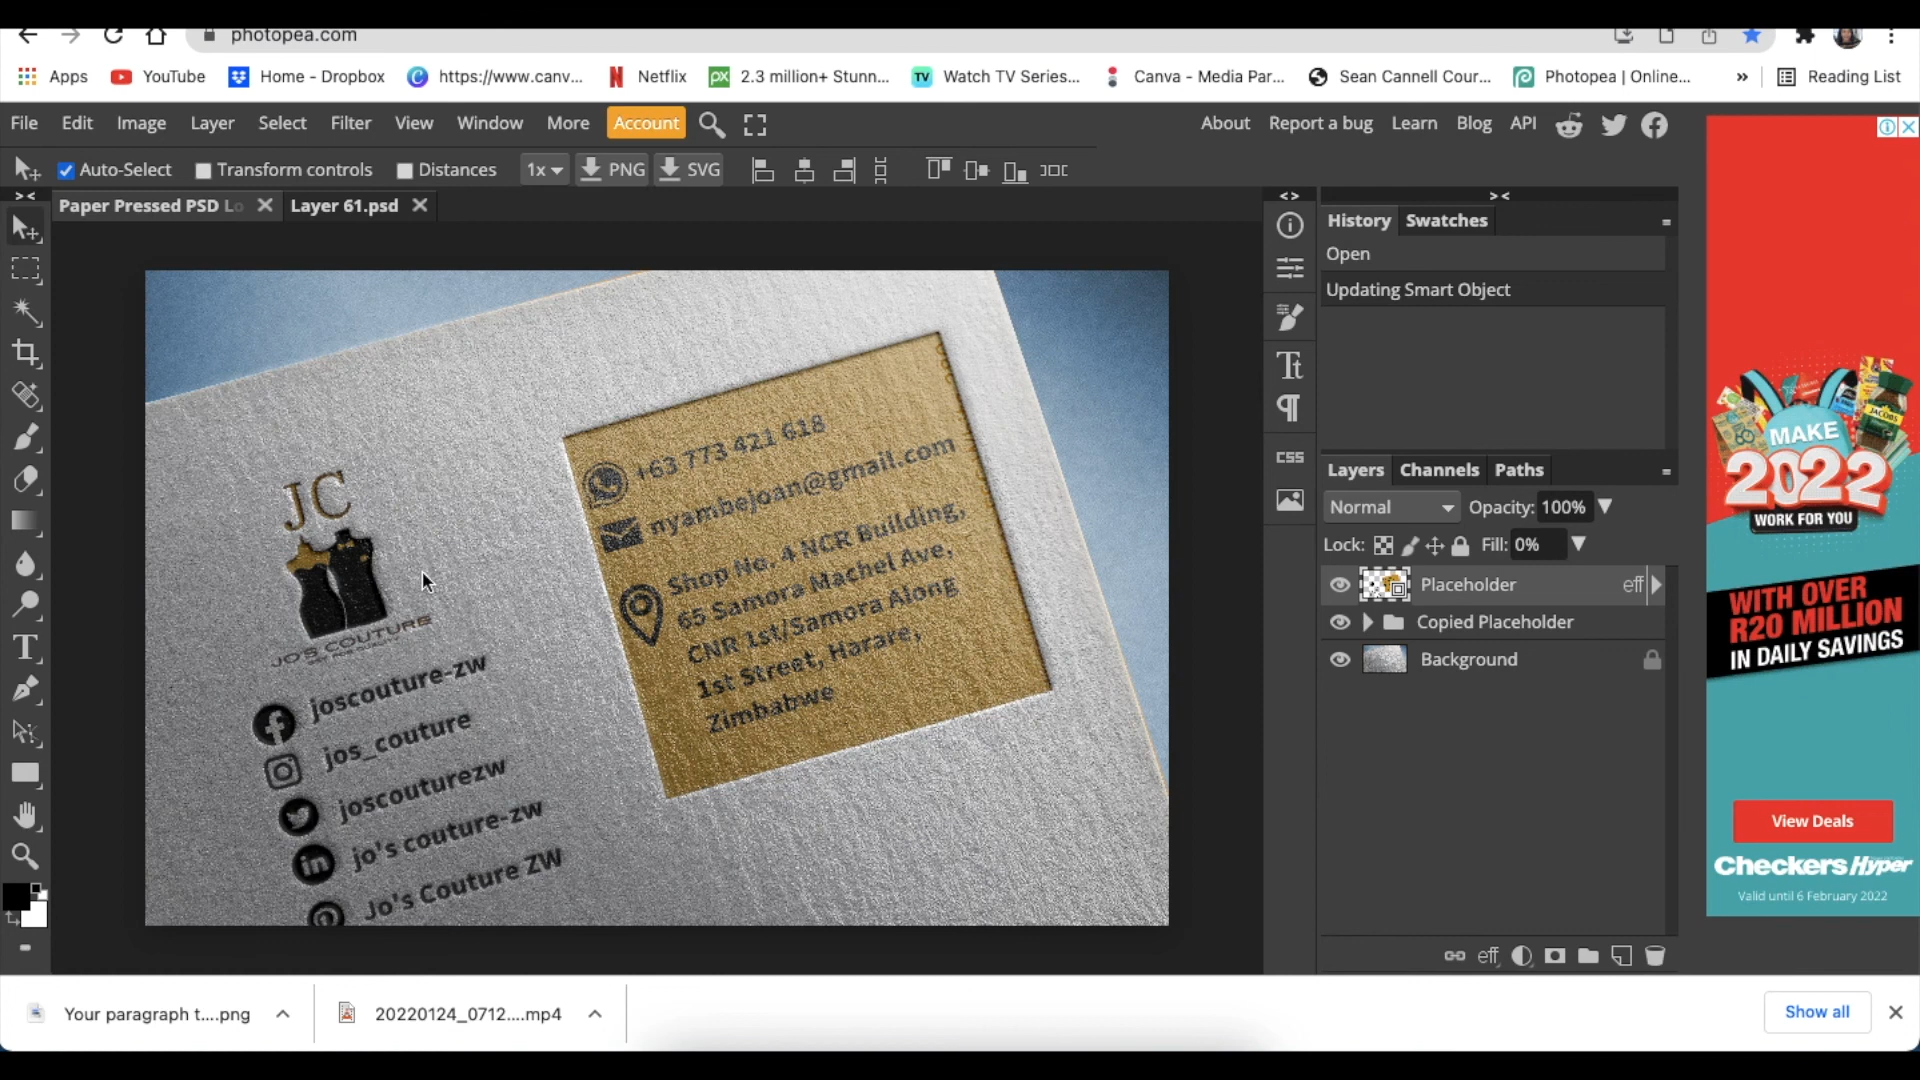 photopea.com
Apps
YouTube
Home - Dropbox
https://www.canv...
Netflix
2.3 million+ Stunn...
Watch TV Series...
Canva - Media Par...
Sean Cannell Cour...
Photopea | Online...
»
Reading List
File
Edit
Image
Layer
Select
Filter
View
Window
More
Account
About
Report a bug
Learn
Blog
API
Auto-Select
Transform controls
Distances
1x
PNG
SVG
Paper Pressed PSD Lo
Layer 61.psd
History
Swatches
Open
Updating Smart Object
CSS
Layers
Channels
Paths
Normal
Opacity: 100%
Lock:
Fill: 0%
Placeholder
eff
Copied Placeholder
Background
eff
JC
JO'S COUTURE
joscouture-zw
jos_couture
joscouturezw
jo's couture-zw
Jo's Couture ZW
+63 773 421 618
nyambejoan@gmail.com
Shop No. 4 NCR Building,
65 Samora Machel Ave,
CNR 1st/Samora Along
1st Street, Harare,
Zimbabwe
MAKE
2022
WORK FOR YOU
WITH OVER
R20 MILLION
IN DAILY SAVINGS
View Deals
Checkers Hyper
Valid until 6 February 2022
Your paragraph t....png
20220124_0712....mp4
Show all